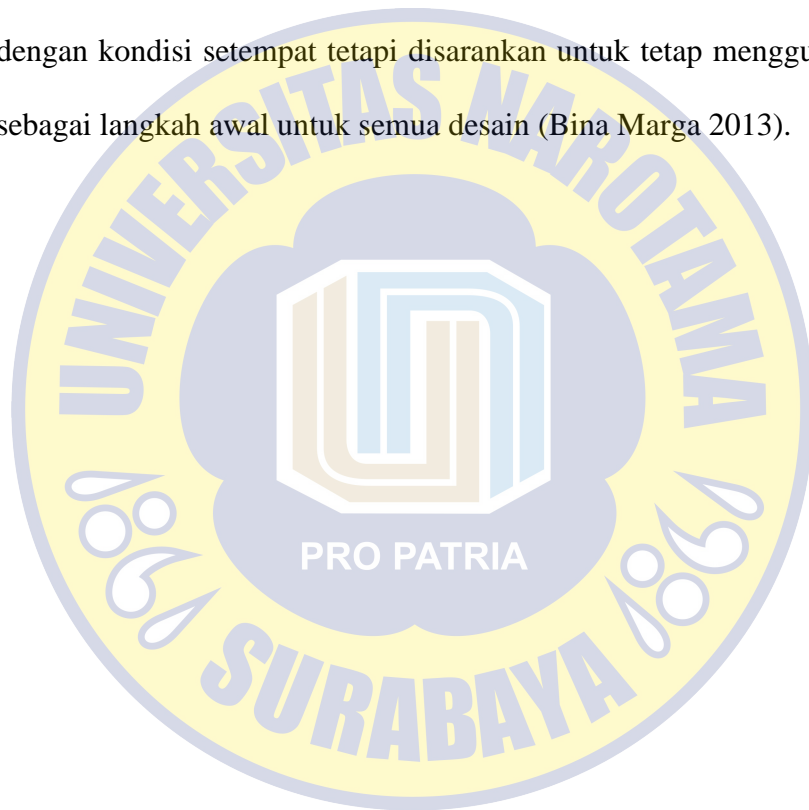 dengan kondisi setempat tetapi disarankan untuk tetap
sebagai langkah awal untuk semua desain (Bina Marga 2013).
UNIVERSITAS NAROTAMA
PRO PATRIA
SURABAYA